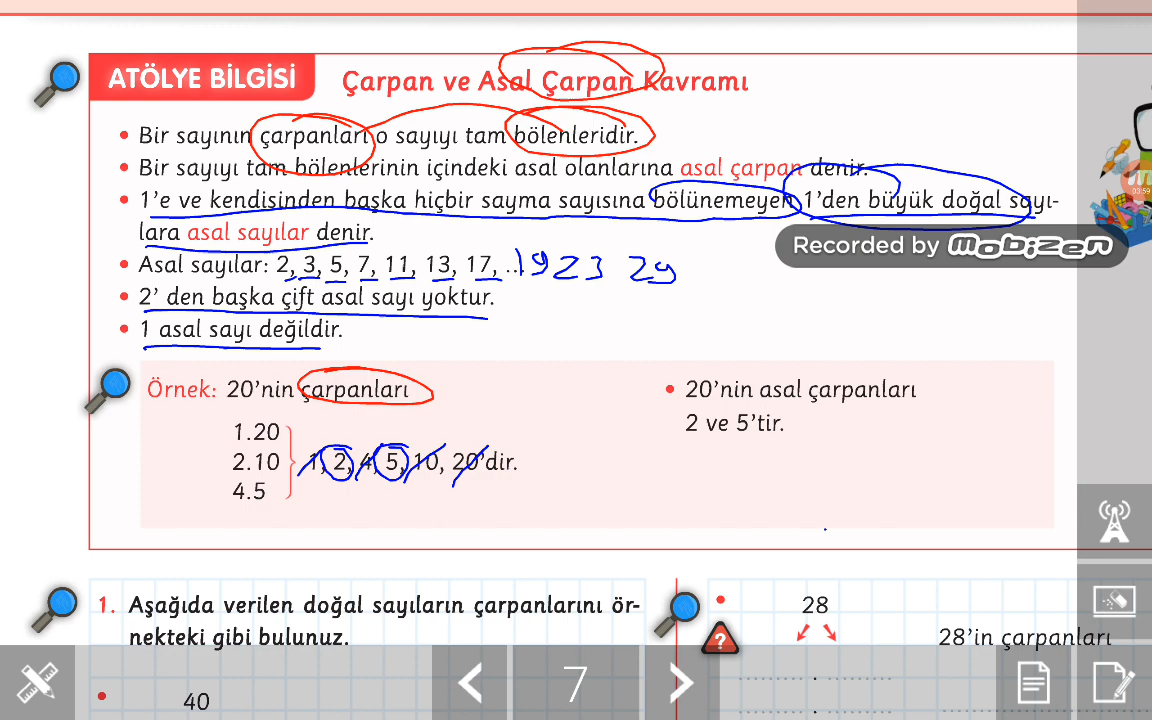 ATÖLYE BİLGİSİ Çarpan ve Asal Çarpan Kavramı
• Bir sayının çarpanları o sayıyı tam bölenleridir.
• Bir sayıyı tam bölenlerinin içindeki asal olanlarına asal çarpan denir.
• 1'e ve kendisinden başka hiçbir sayma sayısına bölünemeyen 1'den büyük doğal sayı-
lara asal sayılar denir.
Recorded by mobizen
03:59
• Asal sayılar: 2, 3, 5, 7, 11, 13, 17, ... 19 23 29
• 2' den başka çift asal sayı yoktur.
• 1 asal sayı değildir.
Örnek: 20'nin çarpanları
1.20
2.10
4.5
1, 2, 4, 5, 10, 20'dir.
• 20'nin asal çarpanları
2 ve 5'tir.
1. Aşağıda verilen doğal sayıların çarpanlarını ör-
nekteki gibi bulunuz.
• 40
• 28
?
28'in çarpanları
.............. . ..............
.............. . ..............
7